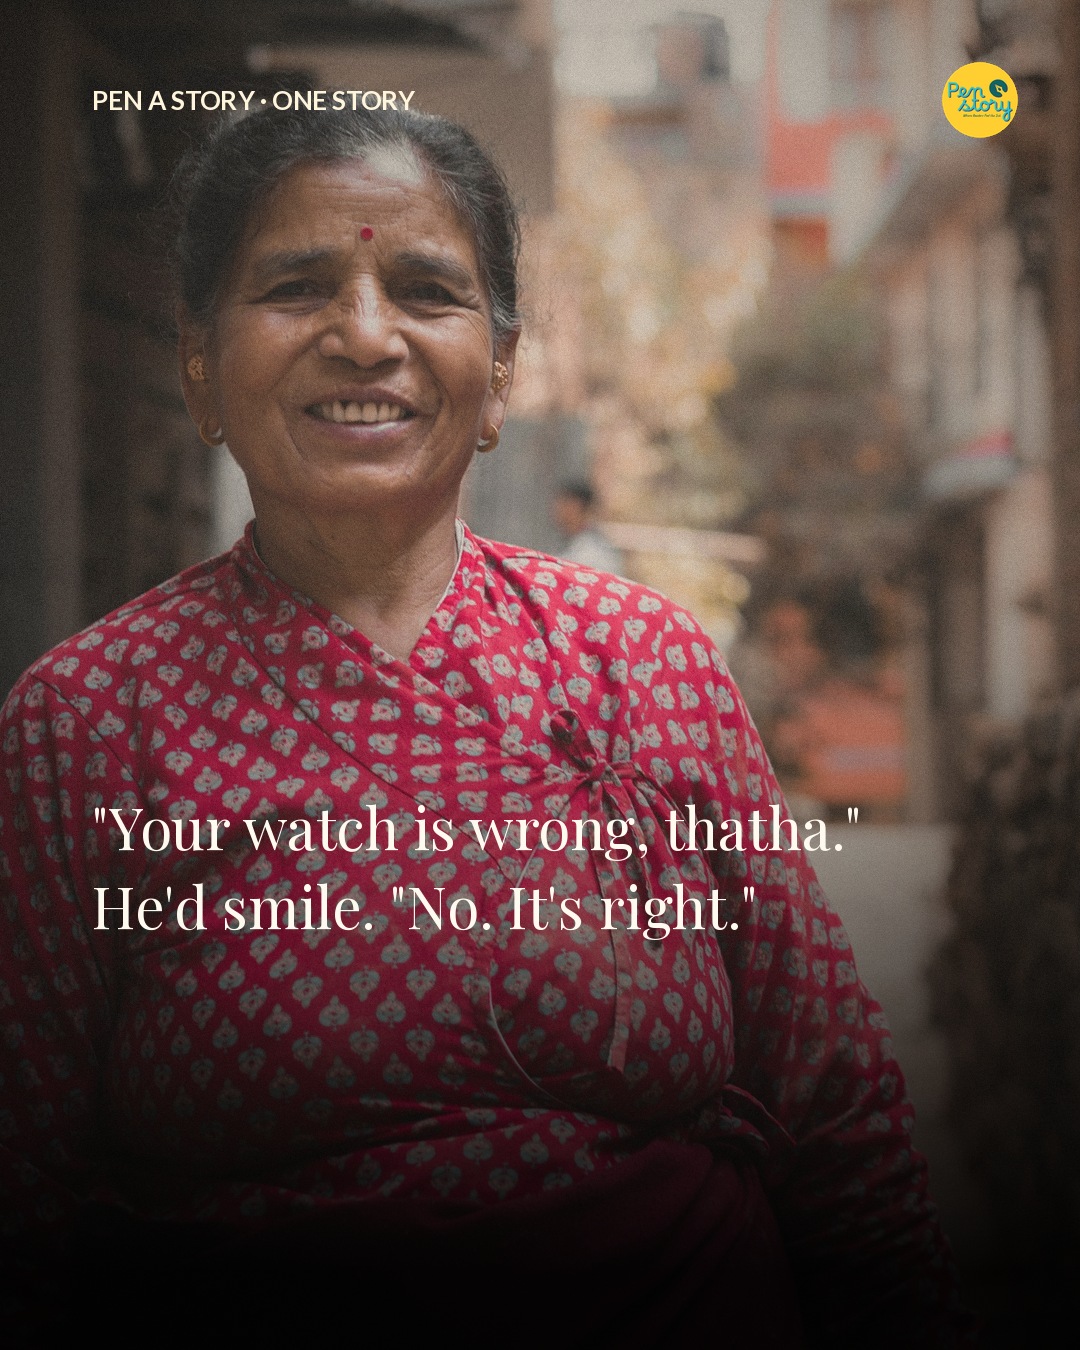 PEN A STORY · ONE STORY
Pen
story
"Your watch is wrong, thatha."
He'd smile. "No. It's right."